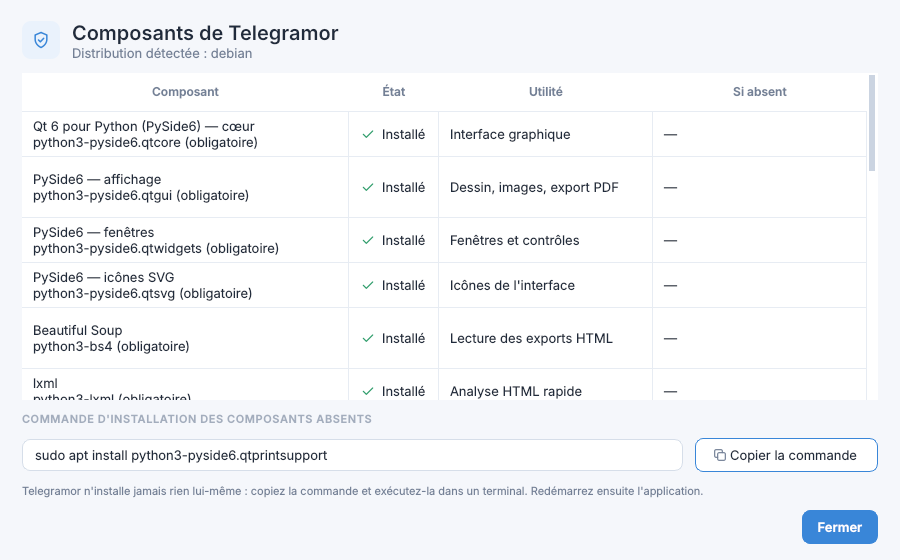 Composants de Telegramor
Distribution détectée : debian
Composant État Utilité Si absent
Qt 6 pour Python (PySide6) — cœur
python3-pyside6.qtcore (obligatoire)
Installé Interface graphique —
PySide6 — affichage
python3-pyside6.qtgui (obligatoire)
Installé Dessin, images, export PDF —
PySide6 — fenêtres
python3-pyside6.qtwidgets (obligatoire)
Installé Fenêtres et contrôles —
PySide6 — icônes SVG
python3-pyside6.qtsvg (obligatoire)
Installé Icônes de l'interface —
Beautiful Soup
python3-bs4 (obligatoire)
Installé Lecture des exports HTML —
lxml
python3-lxml (obligatoire)
Installé Analyse HTML rapide —
COMMANDE D'INSTALLATION DES COMPOSANTS ABSENTS
sudo apt install python3-pyside6.qtprintsupport
Copier la commande
Telegramor n'installe jamais rien lui-même : copiez la commande et exécutez-la dans un terminal. Redémarrez ensuite l'application.
Fermer